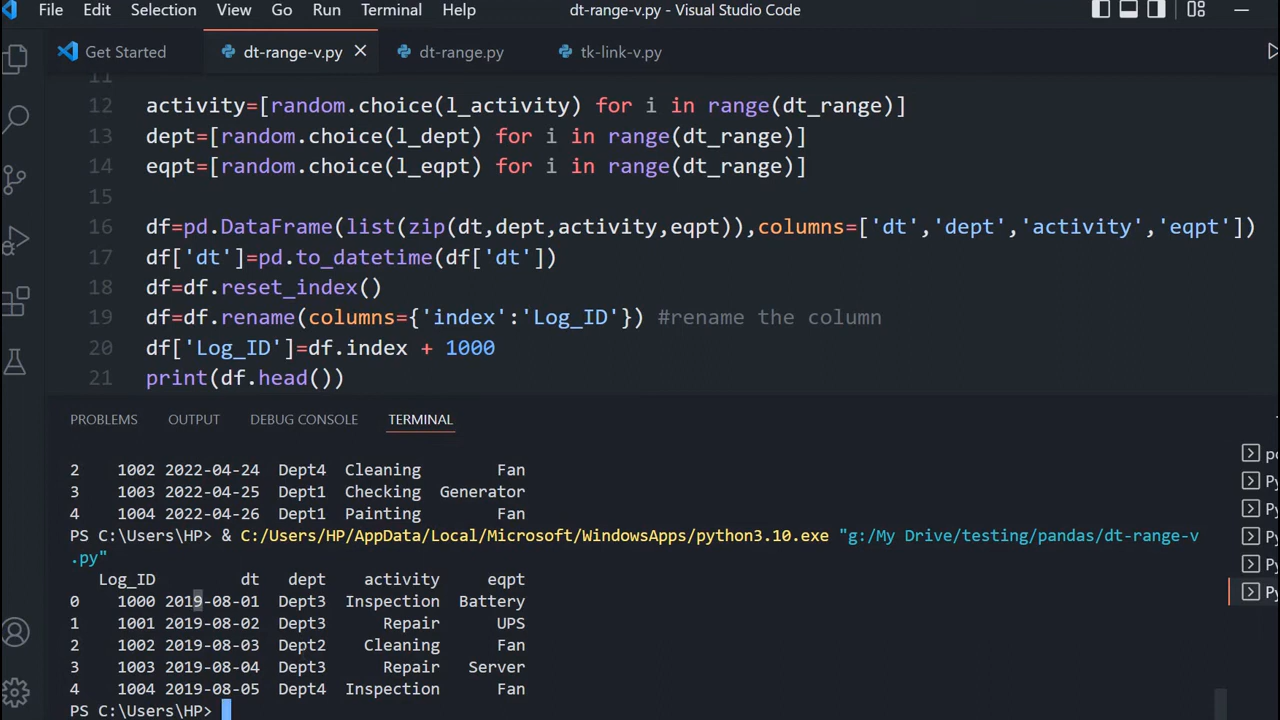 File Edit Selection View Go Run Terminal Help dt-range-v.py - Visual Studio Code
Get Started dt-range-v.py dt-range.py tk-link-v.py
11
12 activity=[random.choice(l_activity) for i in range(dt_range)]
13 dept=[random.choice(l_dept) for i in range(dt_range)]
14 eqpt=[random.choice(l_eqpt) for i in range(dt_range)]
15
16 df=pd.DataFrame(list(zip(dt,dept,activity,eqpt)),columns=['dt','dept','activity','eqpt'])
17 df['dt']=pd.to_datetime(df['dt'])
18 df=df.reset_index()
19 df=df.rename(columns={'index':'Log_ID'}) #rename the column
20 df['Log_ID']=df.index + 1000
21 print(df.head())
PROBLEMS OUTPUT DEBUG CONSOLE TERMINAL
2 1002 2022-04-24 Dept4 Cleaning Fan
3 1003 2022-04-25 Dept1 Checking Generator
4 1004 2022-04-26 Dept1 Painting Fan
PS C:\Users\HP> & C:/Users/HP/AppData/Local/Microsoft/WindowsApps/python3.10.exe "g:/My Drive/testing/pandas/dt-range-v
.py"
Log_ID dt dept activity eqpt
0 1000 2019-08-01 Dept3 Inspection Battery
1 1001 2019-08-02 Dept3 Repair UPS
2 1002 2019-08-03 Dept2 Cleaning Fan
3 1003 2019-08-04 Dept3 Repair Server
4 1004 2019-08-05 Dept4 Inspection Fan
PS C:\Users\HP>